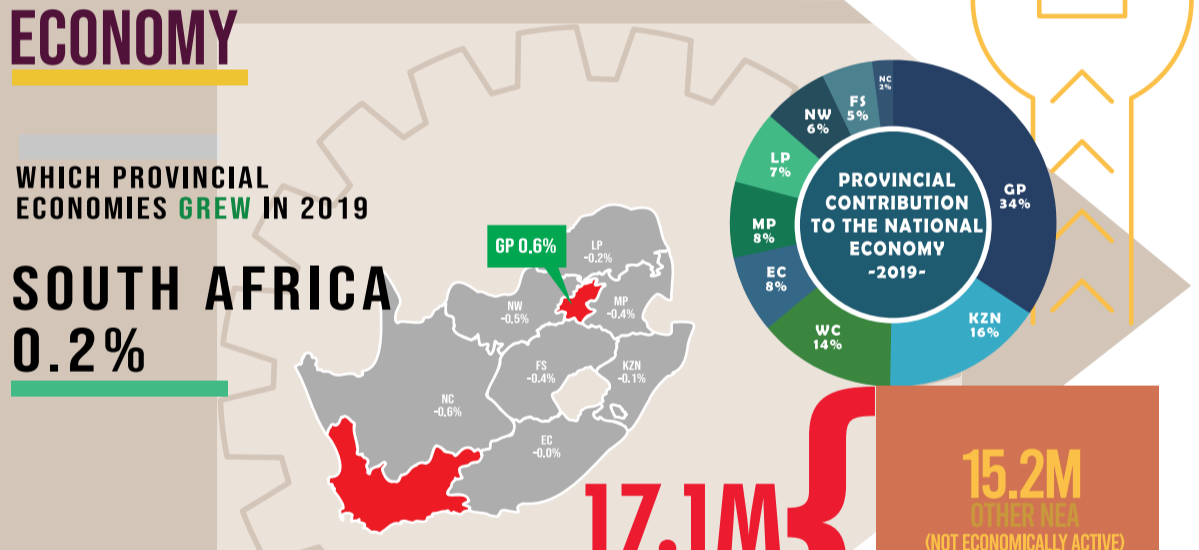 ECONOMY
WHICH PROVINCIAL
ECONOMIES GREW IN 2019
SOUTH AFRICA
0.2%
GP 0.6%
LP
-0.2%
NW
-0.5%
MP
-0.4%
FS
-0.4%
KZN
-0.1%
NC
-0.6%
EC
-0.0%
PROVINCIAL
CONTRIBUTION
TO THE NATIONAL
ECONOMY
-2019-
GP
34%
KZN
16%
WC
14%
EC
8%
MP
8%
LP
7%
NW
6%
FS
5%
NC
2%
17.1M
15.2M
OTHER NEA
(NOT ECONOMICALLY ACTIVE)